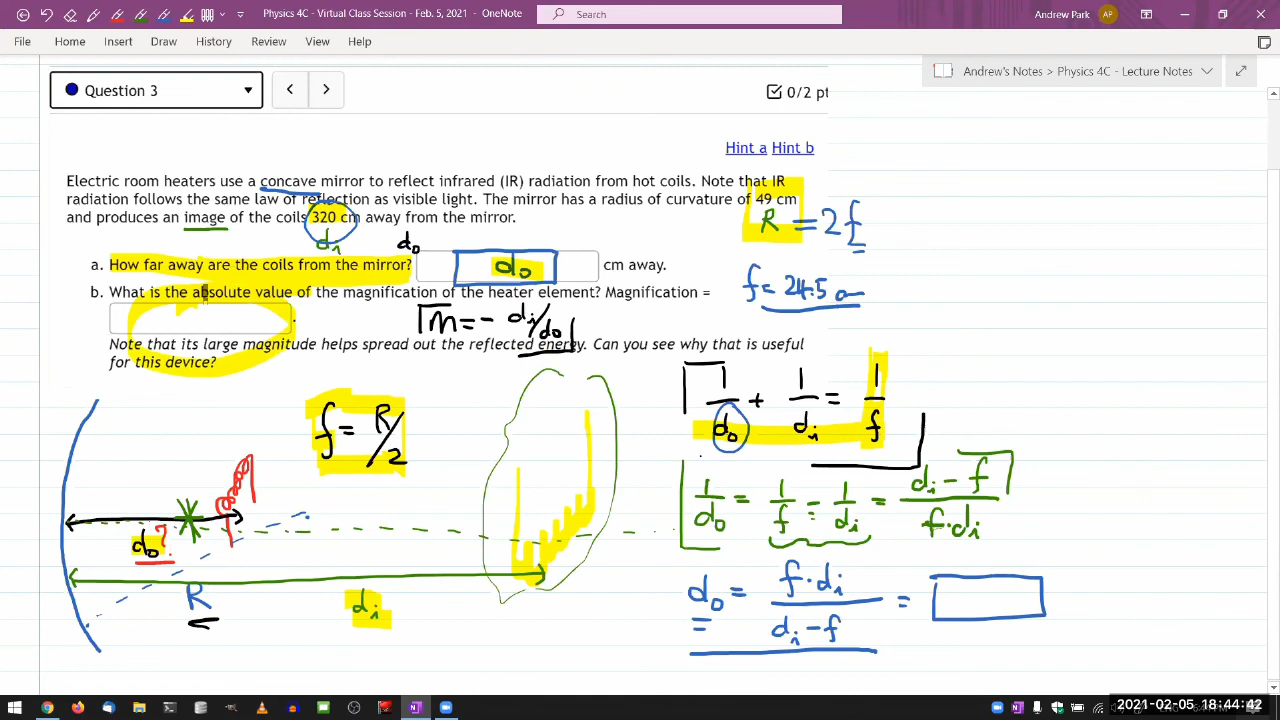 Physics 4C - Virtual Class Session - Feb. 5, 2021 - OneNote
Search
Andrew Park
AP
File Home Insert Draw History Review View Help
Question 3
0/2 pt
Andrew's Notes > Physics 4C - Lecture Notes
Hint a Hint b
Electric room heaters use a concave mirror to reflect infrared (IR) radiation from hot coils. Note that IR
radiation follows the same law of reflection as visible light. The mirror has a radius of curvature of 49 cm
and produces an image of the coils 320 cm away from the mirror.
R = 2f
di
do
a. How far away are the coils from the mirror? do cm away.
b. What is the absolute value of the magnification of the heater element? Magnification =
f = 24.5 cm
m = - di/do
.
Note that its large magnitude helps spread out the reflected energy. Can you see why that is useful
for this device?
f = R/2
1/do + 1/di = 1/f
1/do = 1/f - 1/di = di - f / f·di
do ?
R
di
do = f·di / di - f =
2021-02-05 18:44:42